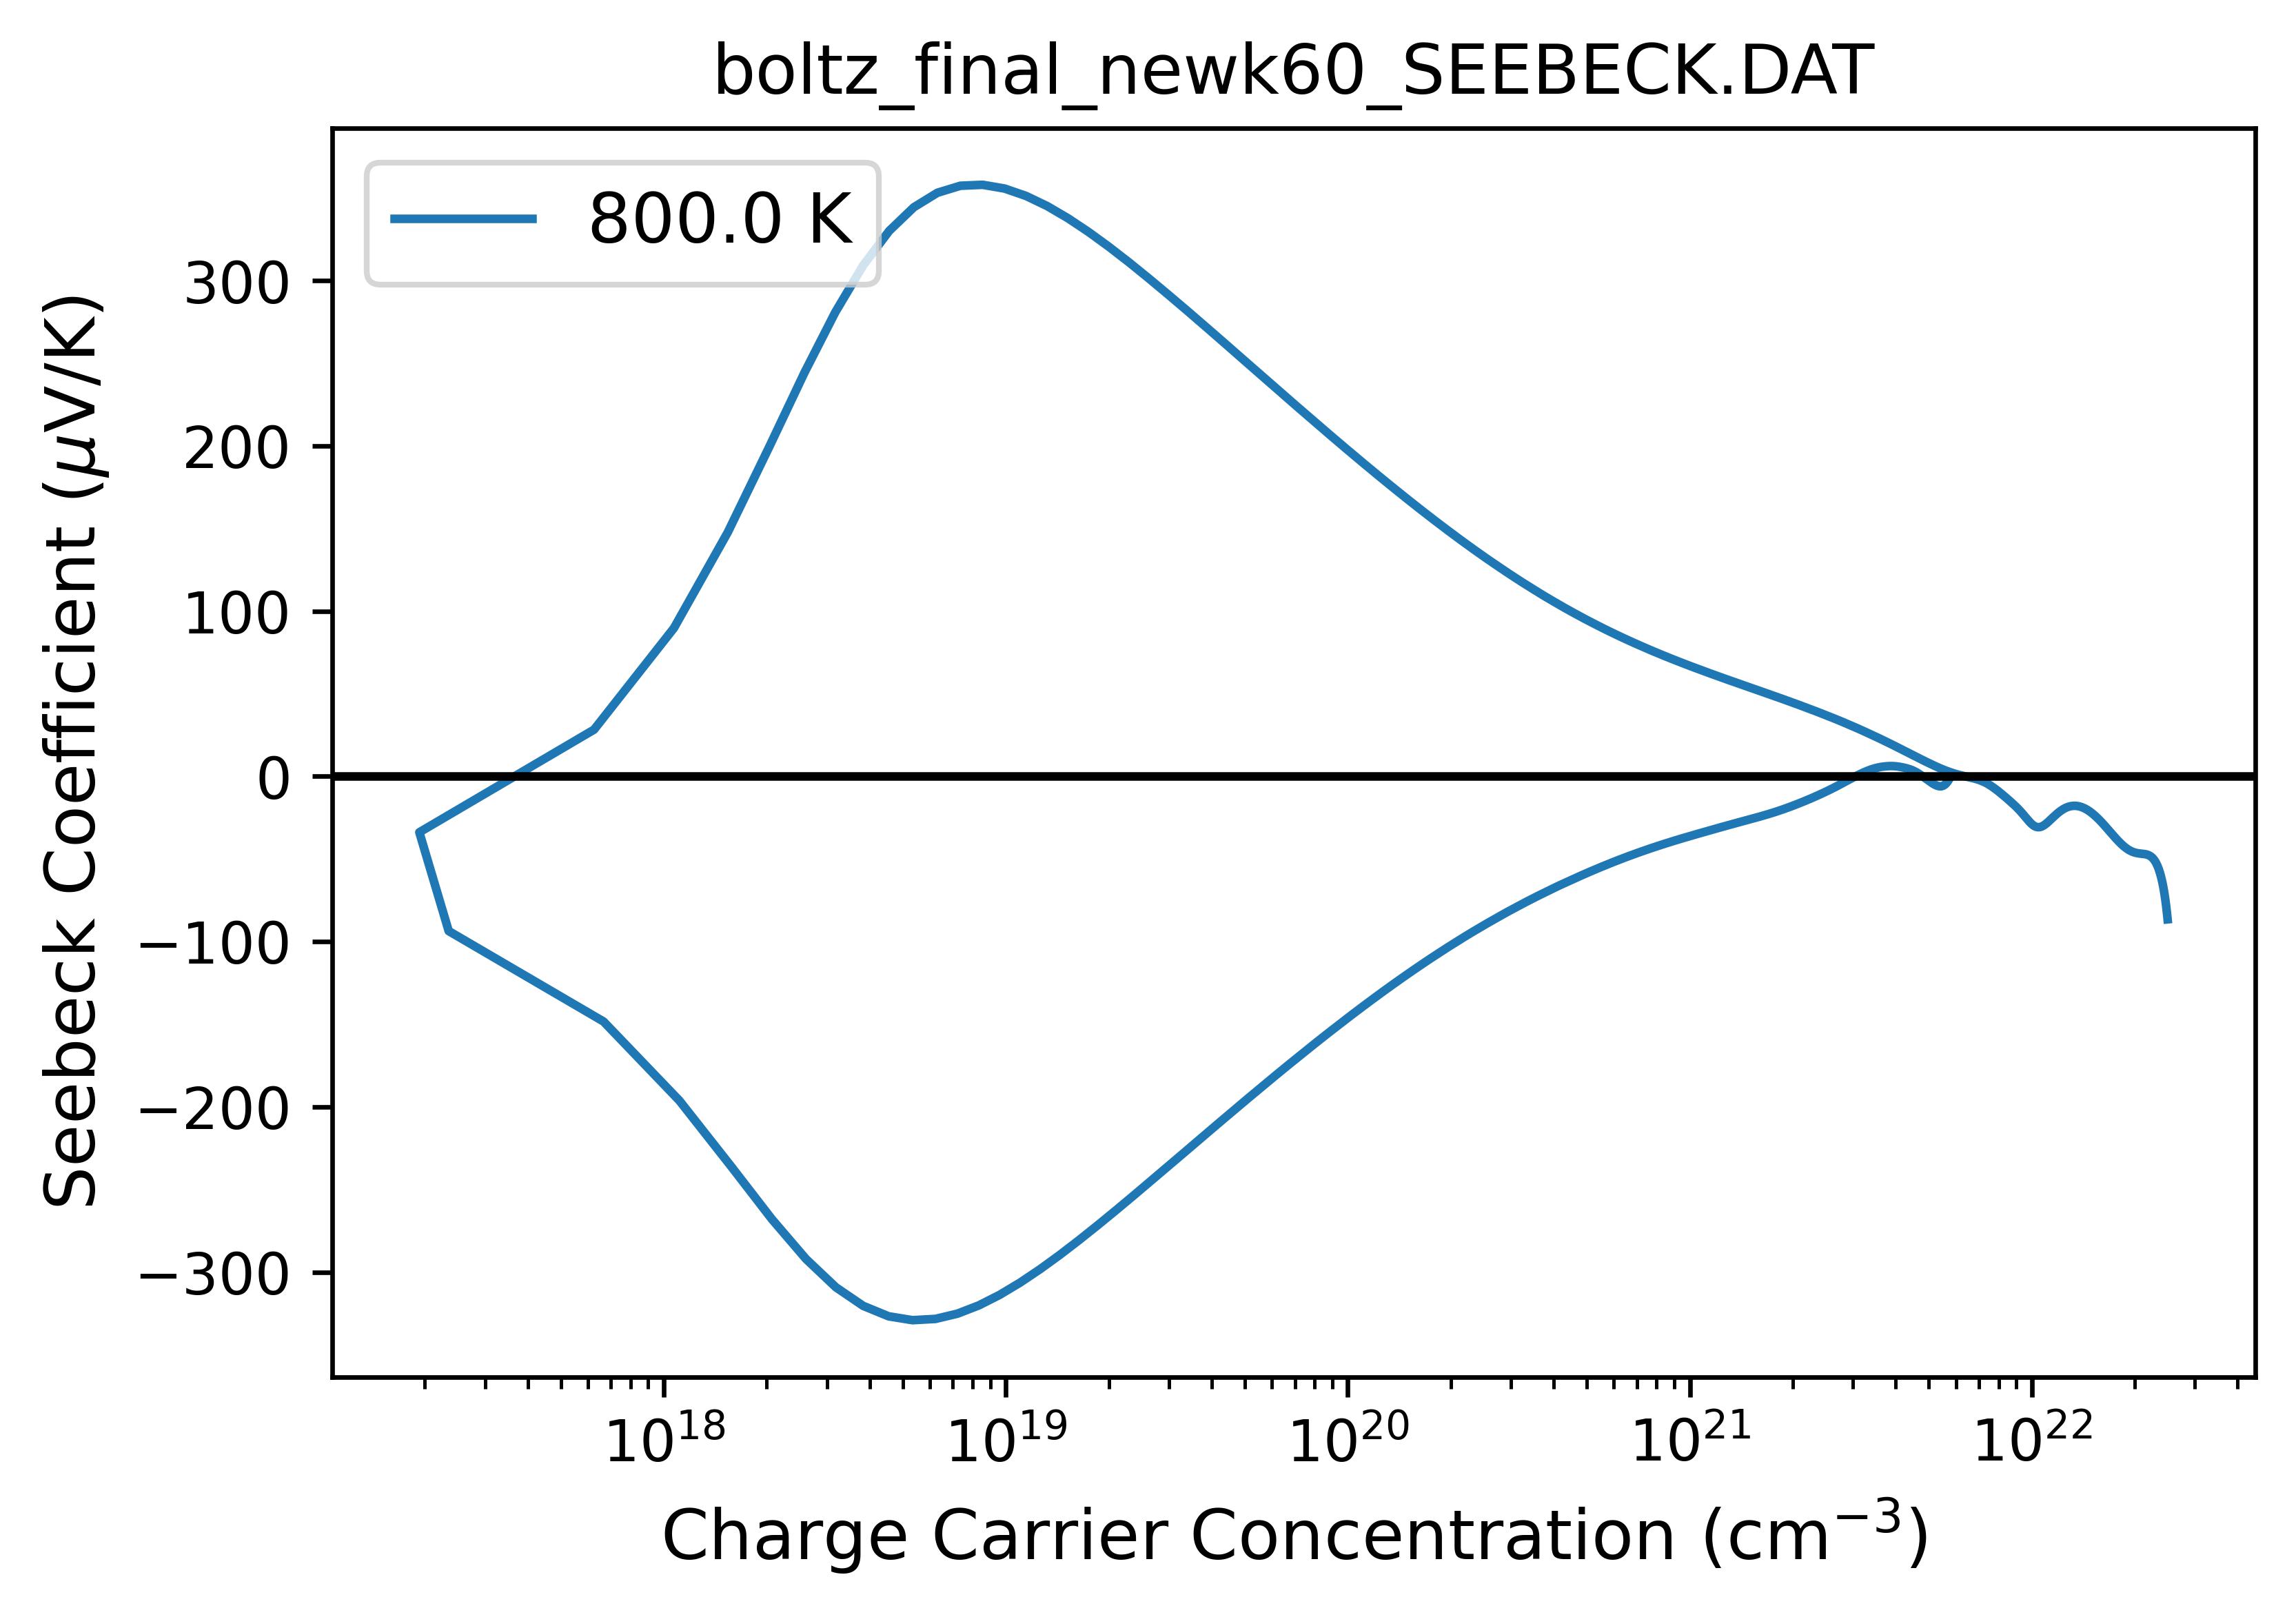 boltz_final_newk60_SEEBECK.DAT
800.0 K
Seebeck Coefficient (μV/K)
300
200
100
0
−100
−200
−300
10¹⁸ 10¹⁹ 10²⁰ 10²¹ 10²²
Charge Carrier Concentration (cm⁻³)